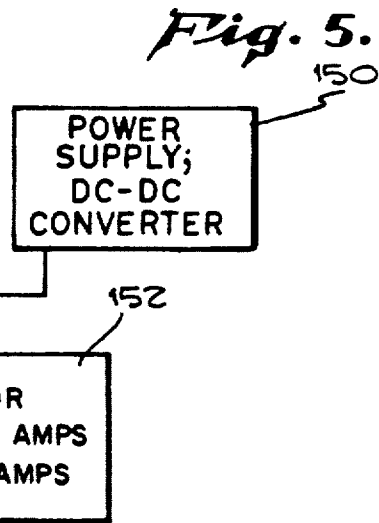 Fig. 5.
150
POWER
SUPPLY;
DC-DC
CONVERTER
152
R
AMPS
AMPS